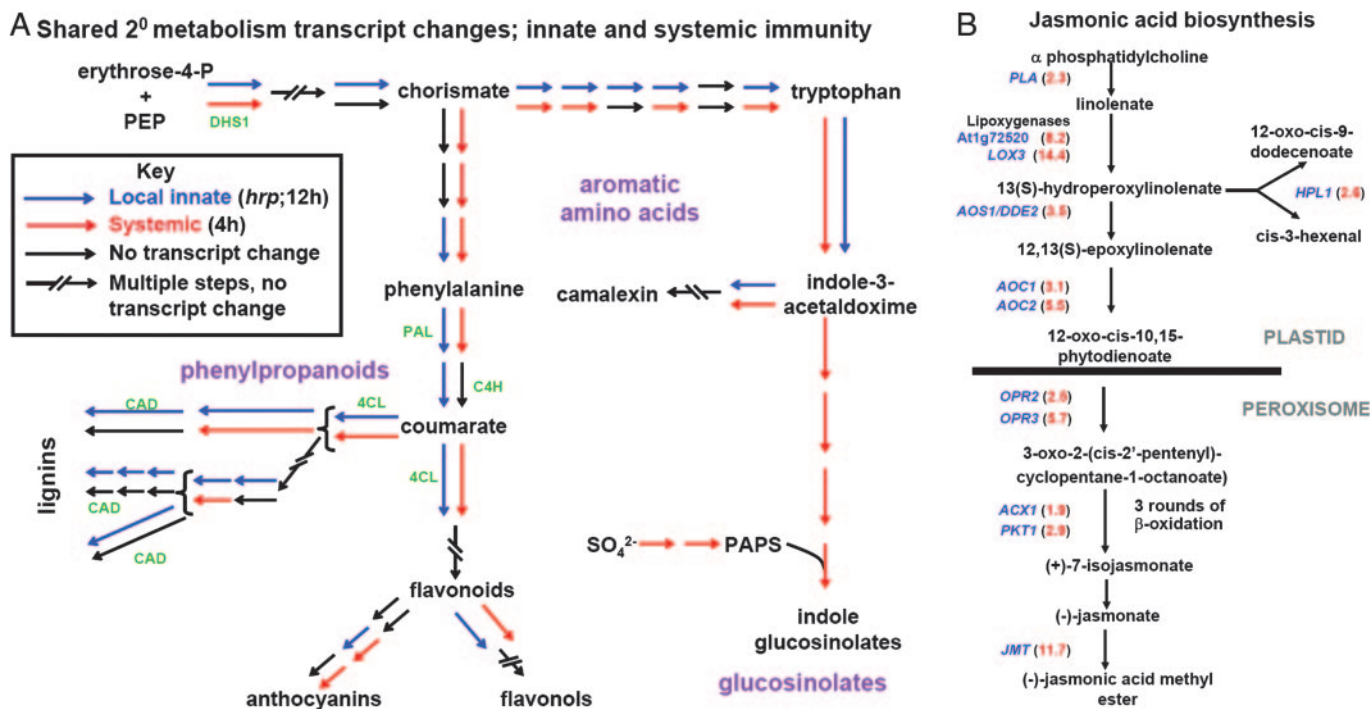 A Shared 2⁰ metabolism transcript changes; innate and systemic immunity
erythrose-4-P
+
PEP
DHS1
chorismate
tryptophan
Key
Local innate (hrp;12h)
Systemic (4h)
No transcript change
Multiple steps, no
transcript change
aromatic
amino acids
phenylalanine
camalexin
indole-3-
acetaldoxime
PAL
phenylpropanoids
C4H
CAD
4CL
coumarate
lignins
4CL
CAD
CAD
SO₄²⁻
PAPS
flavonoids
indole
glucosinolates
glucosinolates
anthocyanins
flavonols
B Jasmonic acid biosynthesis
α phosphatidylcholine
PLA (2.3)
linolenate
Lipoxygenases
At1g72520 (8.2)
LOX3 (14.4)
12-oxo-cis-9-
dodecenoate
13(S)-hydroperoxylinolenate
HPL1 (2.6)
AOS1/DDE2 (3.5)
cis-3-hexenal
12,13(S)-epoxylinolenate
AOC1 (3.1)
AOC2 (5.5)
12-oxo-cis-10,15-
phytodienoate
PLASTID
PEROXISOME
OPR2 (2.6)
OPR3 (5.7)
3-oxo-2-(cis-2'-pentenyl)-
cyclopentane-1-octanoate)
ACX1 (1.9)
PKT1 (2.9)
3 rounds of
β-oxidation
(+)-7-isojasmonate
(-)-jasmonate
JMT (11.7)
(-)-jasmonic acid methyl
ester